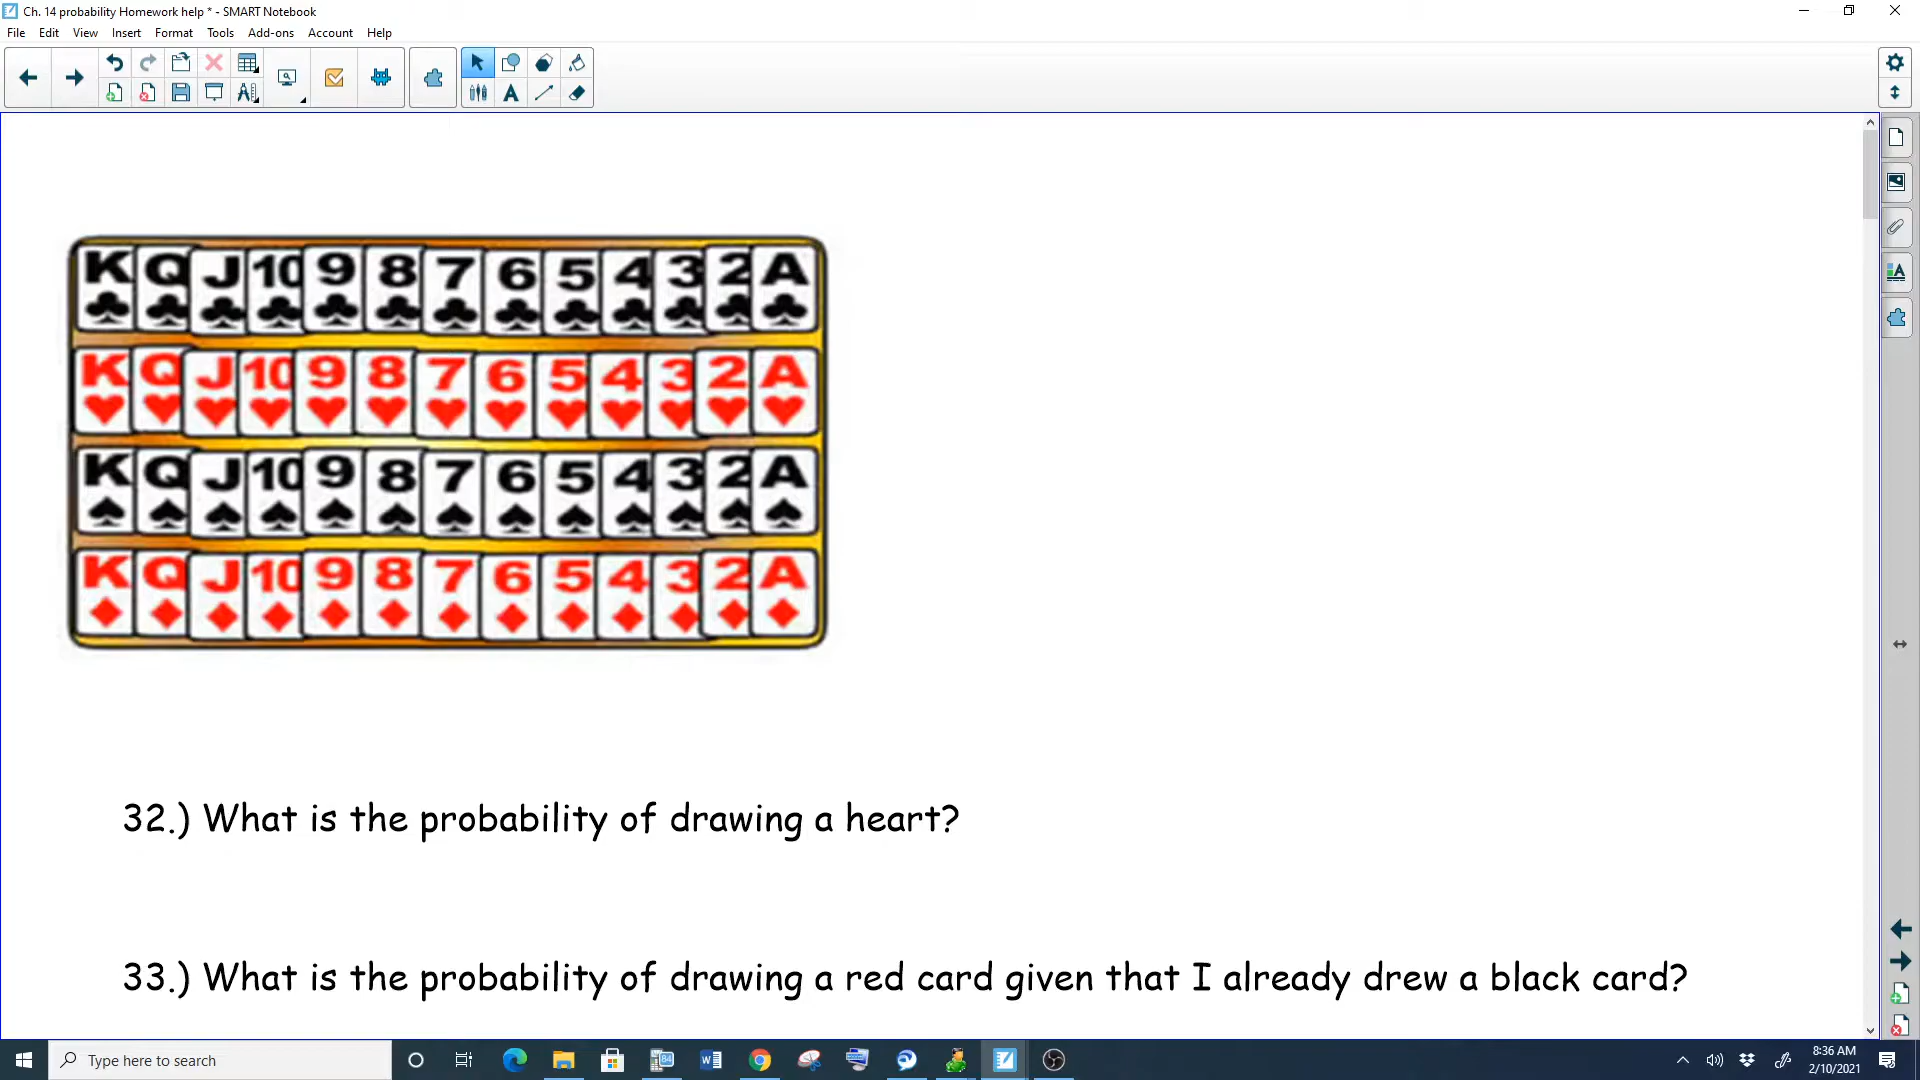 Ch. 14 probability Homework help * - SMART Notebook
File Edit View Insert Format Tools Add-ons Account Help
K Q J 10 9 8 7 6 5 4 3 2 A
K Q J 10 9 8 7 6 5 4 3 2 A
K Q J 10 9 8 7 6 5 4 3 2 A
K Q J 10 9 8 7 6 5 4 3 2 A
32.) What is the probability of drawing a heart?
33.) What is the probability of drawing a red card given that I already drew a black card?
Type here to search
8:36 AM
2/10/2021